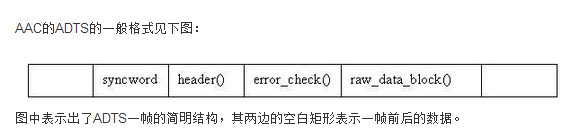 AAC的ADTS的一般格式见下图：
syncword header() error_check() raw_data_block()
图中表示出了ADTS一帧的简明结构，其两边的空白矩形表示一帧前后的数据。